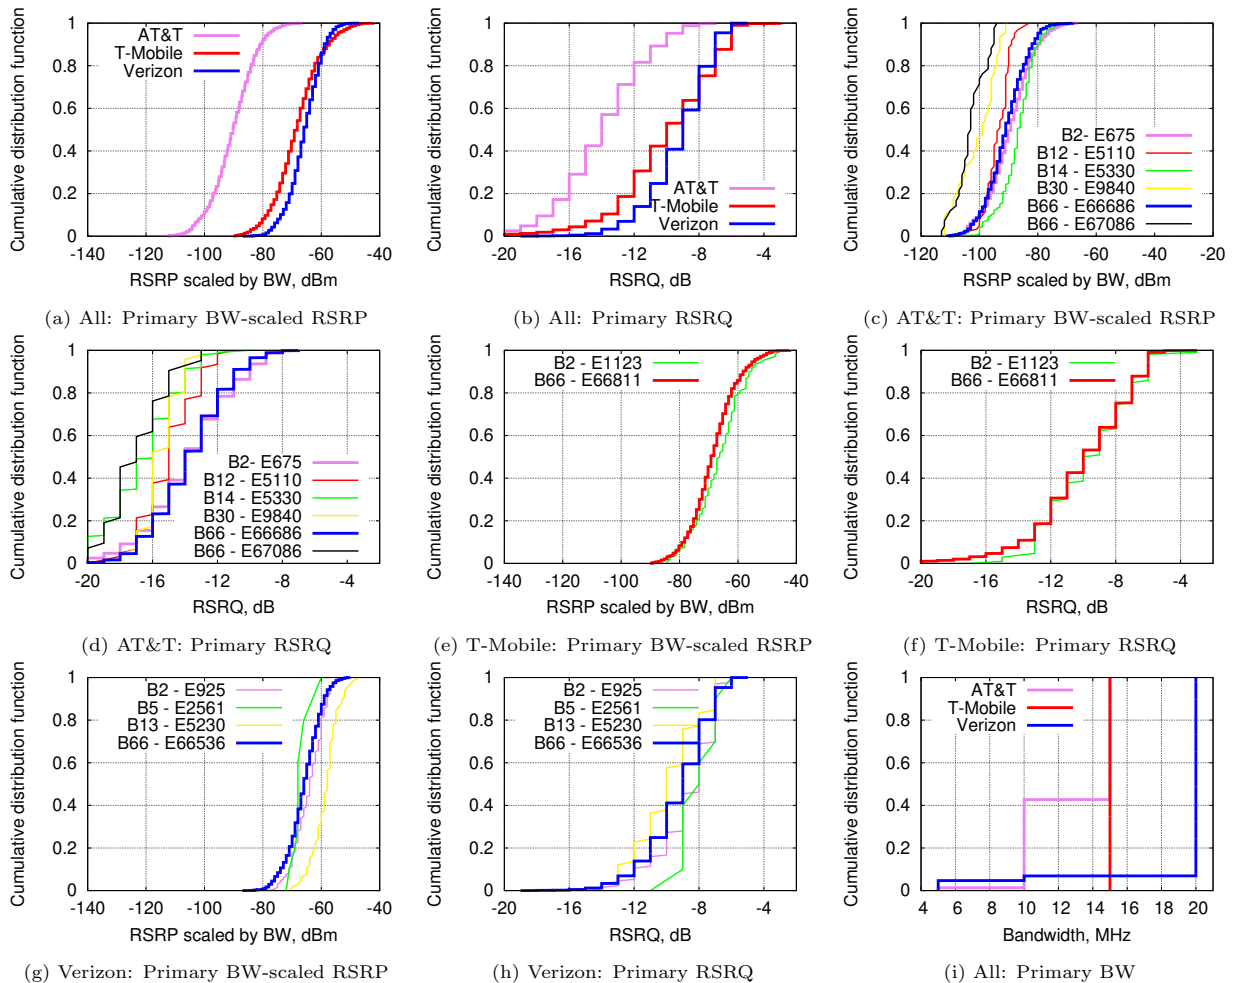 Cumulative distribution function
1
0.8
0.6
0.4
0.2
0
AT&T
T-Mobile
Verizon
-140 -120 -100 -80 -60 -40
RSRP scaled by BW, dBm
(a) All: Primary BW-scaled RSRP
Cumulative distribution function
1
0.8
0.6
0.4
0.2
0
AT&T
T-Mobile
Verizon
-20 -16 -12 -8 -4
RSRQ, dB
(b) All: Primary RSRQ
Cumulative distribution function
1
0.8
0.6
0.4
0.2
0
B2- E675
B12 - E5110
B14 - E5330
B30 - E9840
B66 - E66686
B66 - E67086
-120 -100 -80 -60 -40 -20
RSRP scaled by BW, dBm
(c) AT&T: Primary BW-scaled RSRP
Cumulative distribution function
1
0.8
0.6
0.4
0.2
0
B2- E675
B12 - E5110
B14 - E5330
B30 - E9840
B66 - E66686
B66 - E67086
-20 -16 -12 -8 -4
RSRQ, dB
(d) AT&T: Primary RSRQ
Cumulative distribution function
1
0.8
0.6
0.4
0.2
0
B2 - E1123
B66 - E66811
-140 -120 -100 -80 -60 -40
RSRP scaled by BW, dBm
(e) T-Mobile: Primary BW-scaled RSRP
Cumulative distribution function
1
0.8
0.6
0.4
0.2
0
B2 - E1123
B66 - E66811
-20 -16 -12 -8 -4
RSRQ, dB
(f) T-Mobile: Primary RSRQ
Cumulative distribution function
1
0.8
0.6
0.4
0.2
0
B2 - E925
B5 - E2561
B13 - E5230
B66 - E66536
-140 -120 -100 -80 -60 -40
RSRP scaled by BW, dBm
(g) Verizon: Primary BW-scaled RSRP
Cumulative distribution function
1
0.8
0.6
0.4
0.2
0
B2 - E925
B5 - E2561
B13 - E5230
B66 - E66536
-20 -16 -12 -8 -4
RSRQ, dB
(h) Verizon: Primary RSRQ
Cumulative distribution function
1
0.8
0.6
0.4
0.2
0
AT&T
T-Mobile
Verizon
4 6 8 10 12 14 16 18 20
Bandwidth, MHz
(i) All: Primary BW